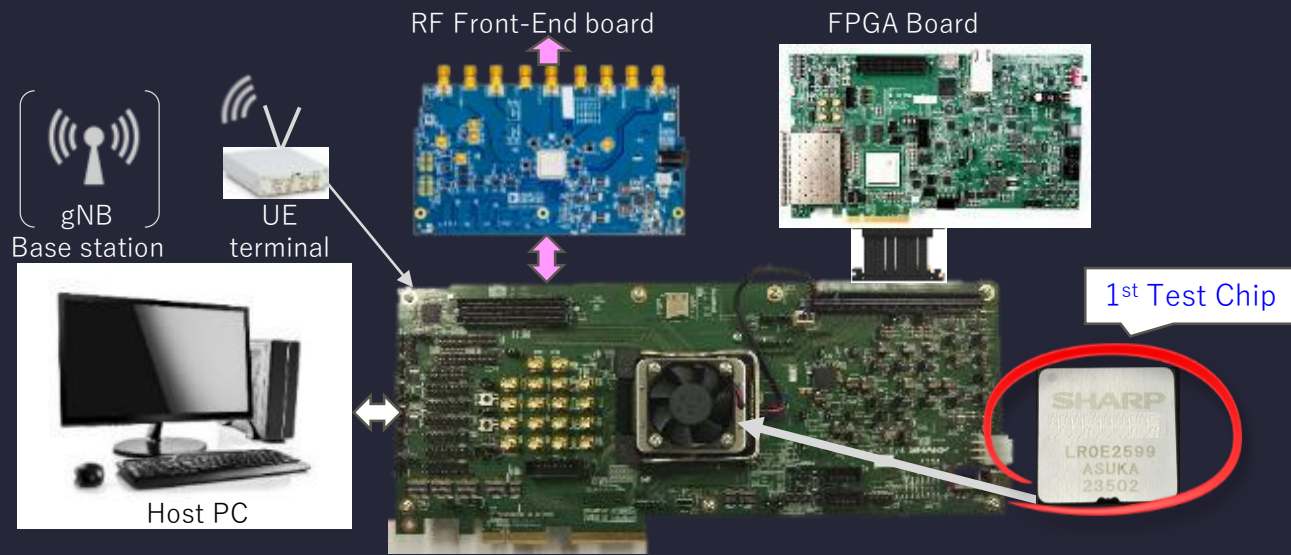 RF Front-End board
FPGA Board
gNB
Base station
UE
terminal
1st Test Chip
SHARP
LR0E2599
ASUKA
23502
Host PC